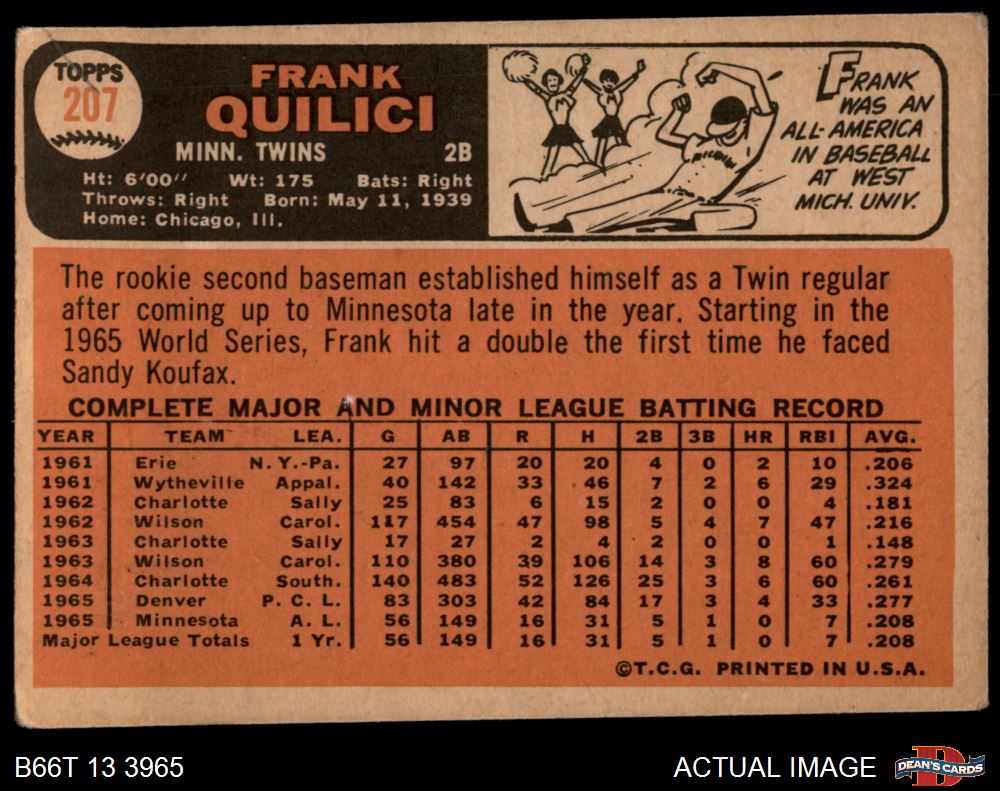 TOPPS
207
FRANK
QUILICI
MINN. TWINS 2B
Ht: 6'00" Wt: 175 Bats: Right
Throws: Right Born: May 11, 1939
Home: Chicago, Ill.
FRANK
WAS AN
ALL-AMERICA
IN BASEBALL
AT WEST
MICH. UNIV.
M
M
The rookie second baseman established himself as a Twin regular
after coming up to Minnesota late in the year. Starting in the
1965 World Series, Frank hit a double the first time he faced
Sandy Koufax.
COMPLETE MAJOR AND MINOR LEAGUE BATTING RECORD
YEAR TEAM LEA. G AB R H 2B 3B HR RBI AVG.
1961 Erie N.Y.-Pa. 27 97 20 20 4 0 2 10 .206
1961 Wytheville Appal. 40 142 33 46 7 2 6 29 .324
1962 Charlotte Sally 25 83 6 15 2 0 0 4 .181
1962 Wilson Carol. 117 454 47 98 5 4 7 47 .216
1963 Charlotte Sally 17 27 2 4 2 0 0 1 .148
1963 Wilson Carol. 110 380 39 106 14 3 8 60 .279
1964 Charlotte South. 140 483 52 126 25 3 6 60 .261
1965 Denver P.C.L. 83 303 42 84 17 3 4 33 .277
1965 Minnesota A.L. 56 149 16 31 5 1 0 7 .208
Major League Totals 1 Yr. 56 149 16 31 5 1 0 7 .208
©T.C.G. PRINTED IN U.S.A.
B66T 13 3965 ACTUAL IMAGE
DEAN'S CARDS